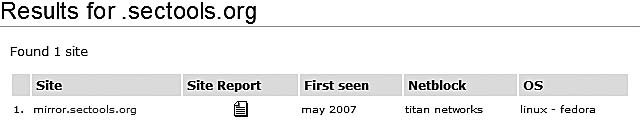 Results for .sectools.org
Found 1 site
Site Site Report First seen Netblock OS
1. mirror.sectools.org may 2007 titan networks linux - fedora